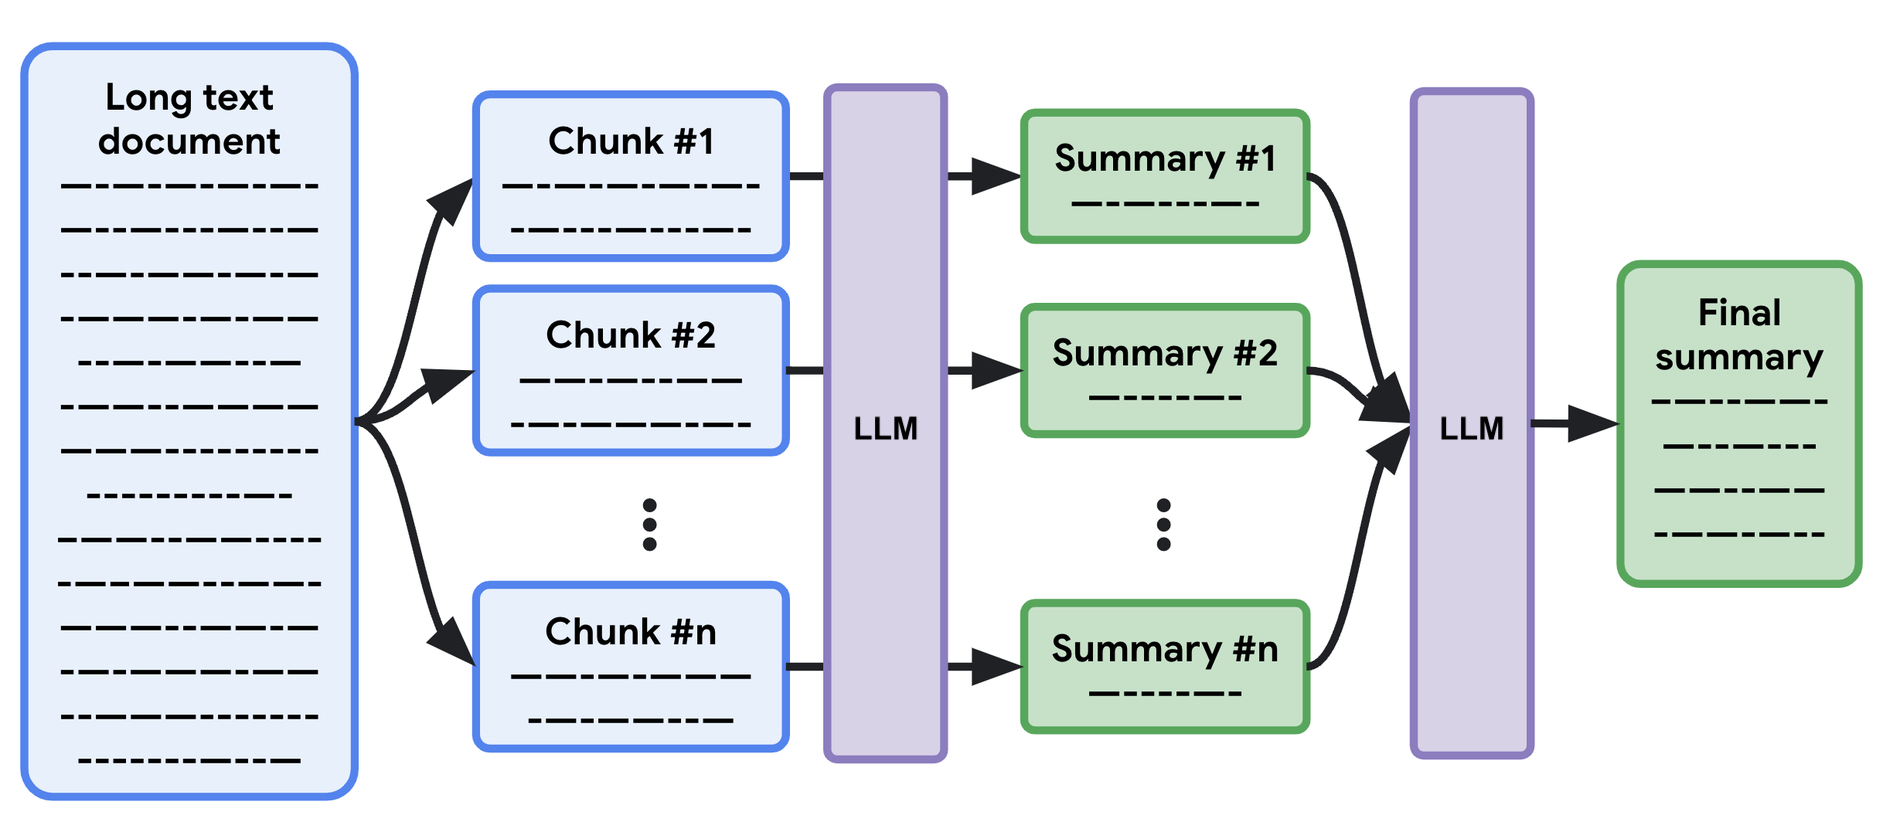 Long text
document
Chunk #1
Chunk #2
Chunk #n
LLM
Summary #1
Summary #2
Summary #n
LLM
Final
summary